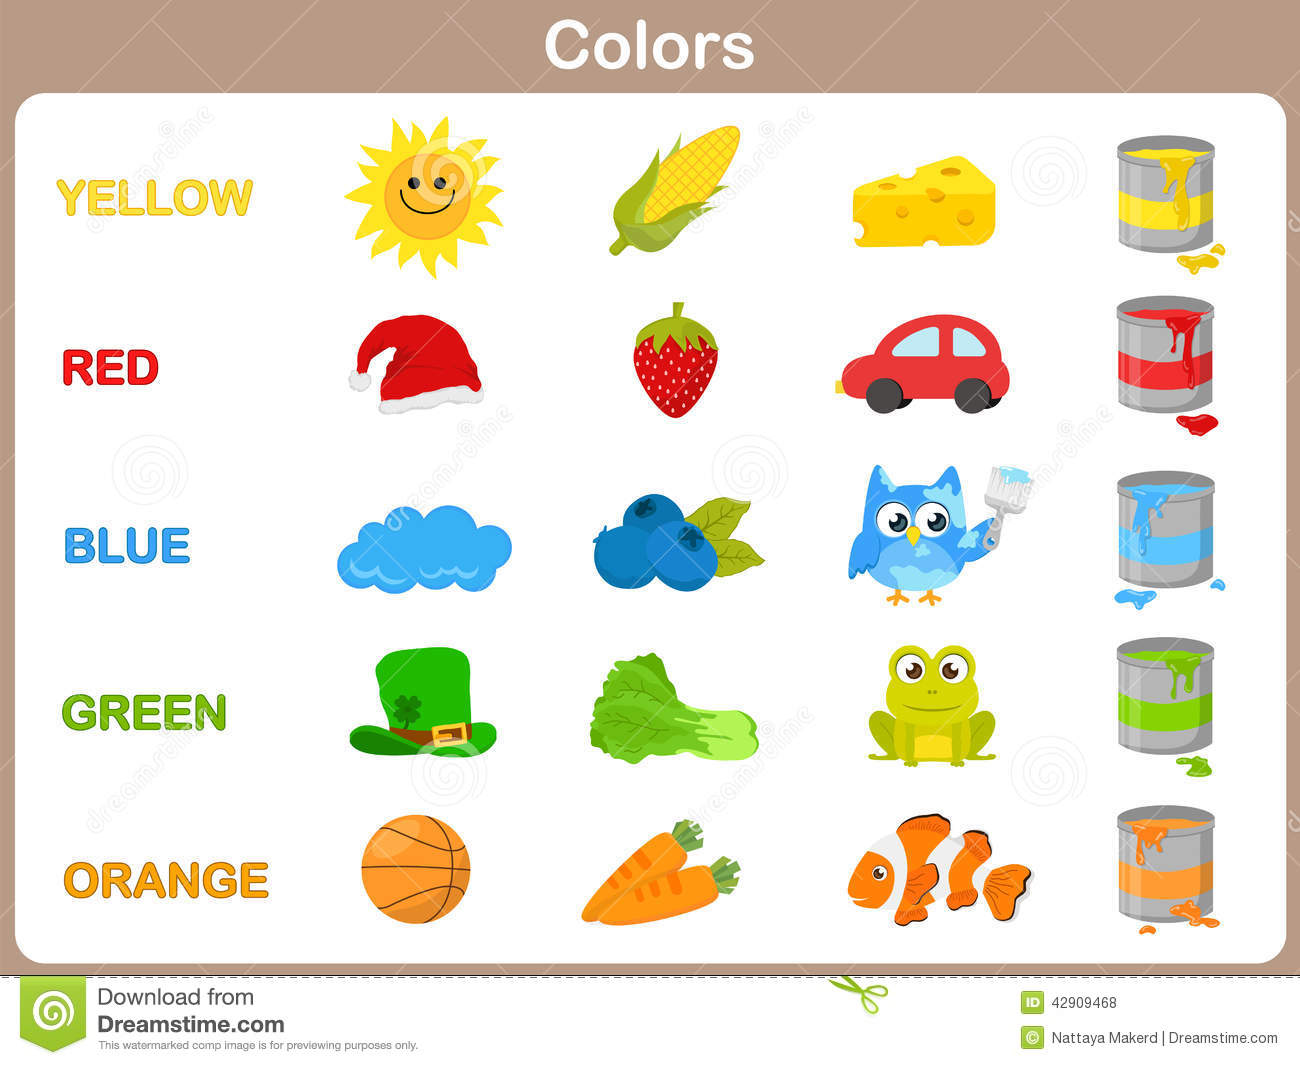 Colors
YELLOW
RED
BLUE
GREEN
ORANGE
Download from
Dreamstime.com
This watermarked comp image is for previewing purposes only.
ID 42909468
© Nattaya Makerd | Dreamstime.com
dreamstime